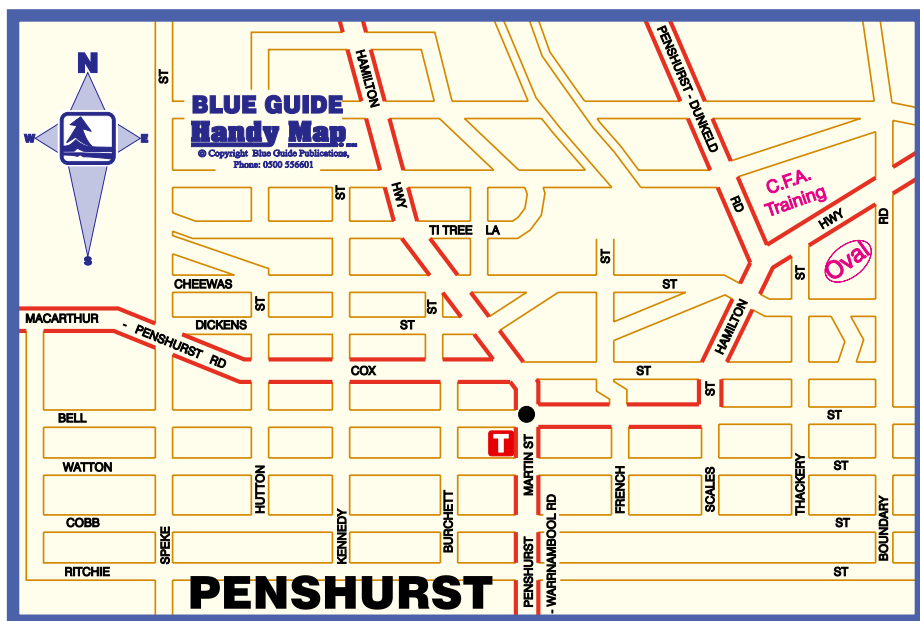 N
W
E
S
ST
BLUE GUIDE
Handy Map
© Copyright Blue Guide Publications,
Phone: 0500 556601
HAMILTON
HWY
PENSHURST - DUNKELD
RD
C.F.A.
Training
HWY
RD
Oval
ST
TI TREE LA
ST
ST
CHEEWAS
ST
ST
ST
MACARTHUR
- PENSHURST RD
DICKENS
ST
HAMILTON
COX
ST
ST
BELL
ST
T
MARTIN ST
WATTON
ST
HUTTON
BURCHETT
FRENCH
SCALES
THACKERY
COBB
ST
SPEKE
KENNEDY
BOUNDARY
RITCHIE
ST
PENSHURST
- WARRNAMBOOL RD
PENSHURST